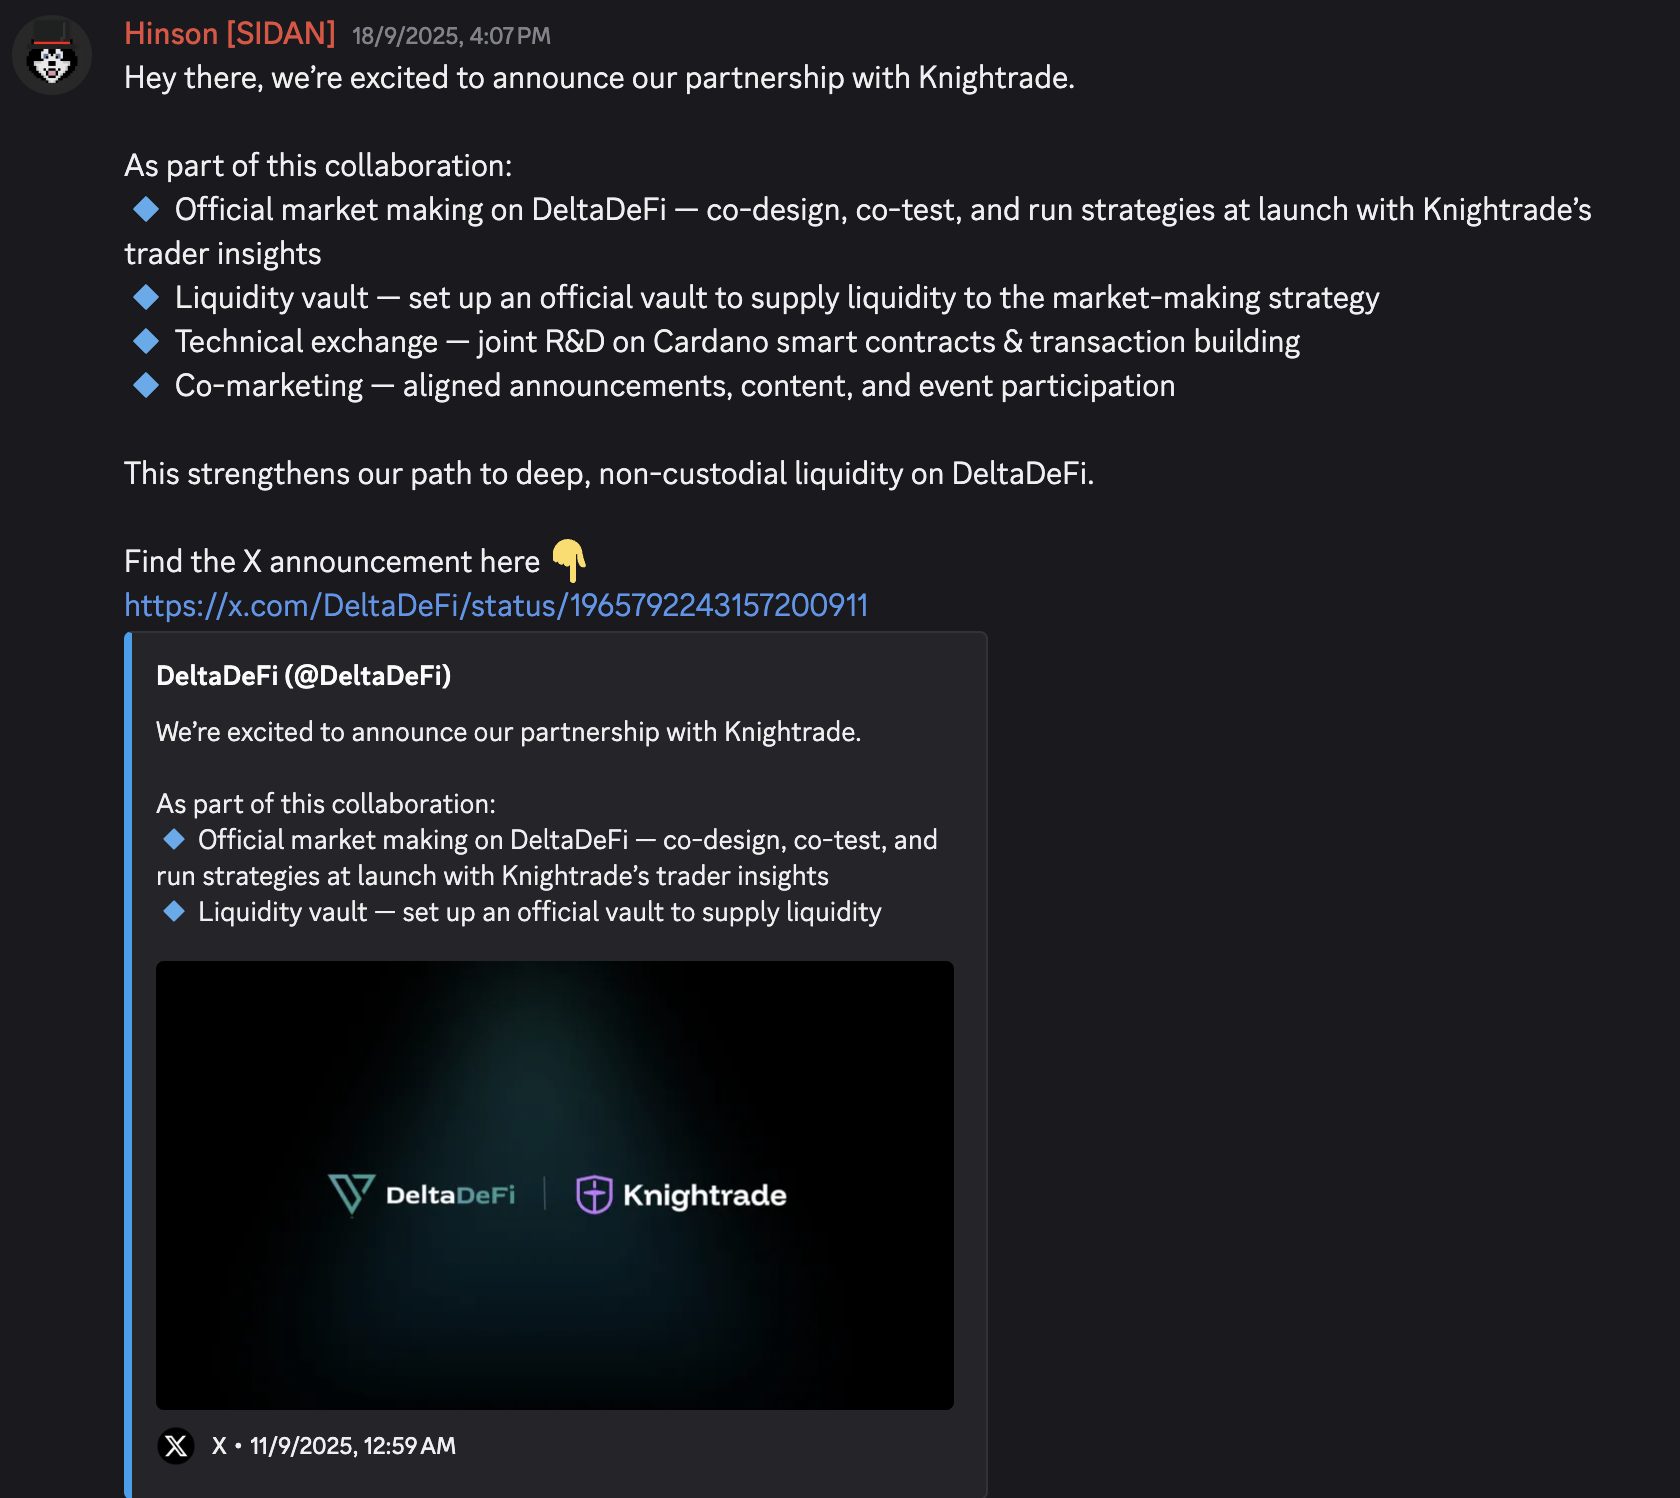 Hinson [SIDAN] 18/9/2025, 4:07 PM
Hey there, we’re excited to announce our partnership with Knightrade.
As part of this collaboration:
🔹 Official market making on DeltaDeFi — co-design, co-test, and run strategies at launch with Knightrade’s
trader insights
🔹 Liquidity vault — set up an official vault to supply liquidity to the market-making strategy
🔹 Technical exchange — joint R&D on Cardano smart contracts & transaction building
🔹 Co-marketing — aligned announcements, content, and event participation
This strengthens our path to deep, non-custodial liquidity on DeltaDeFi.
Find the X announcement here 👇
https://x.com/DeltaDeFi/status/1965792243157200911
DeltaDeFi (@DeltaDeFi)
We’re excited to announce our partnership with Knightrade.
As part of this collaboration:
🔹 Official market making on DeltaDeFi — co-design, co-test, and
run strategies at launch with Knightrade’s trader insights
🔹 Liquidity vault — set up an official vault to supply liquidity
DeltaDeFi | Knightrade
X • 11/9/2025, 12:59 AM